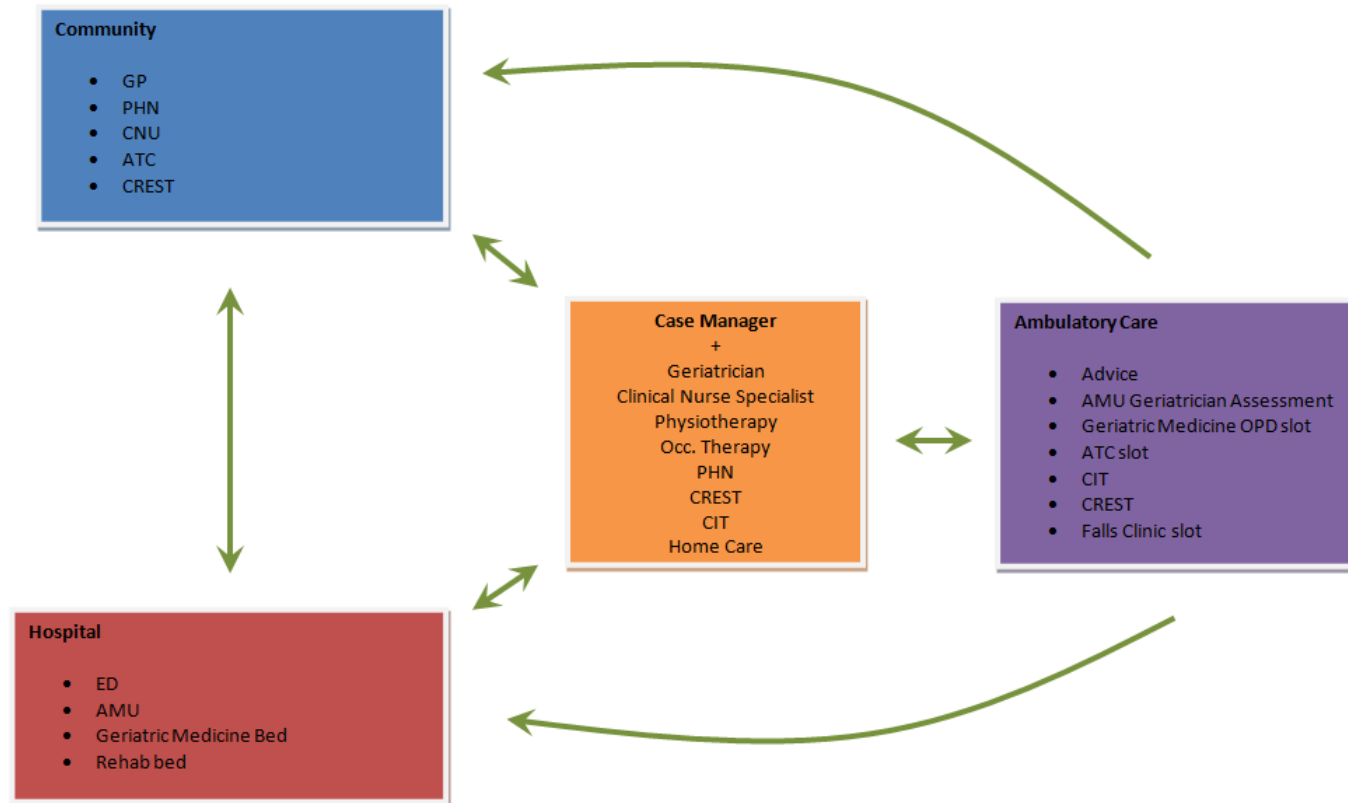 Community
• GP
• PHN
• CNU
• ATC
• CREST
Case Manager
+
Geriatrician
Clinical Nurse Specialist
Physiotherapy
Occ. Therapy
PHN
CREST
CIT
Home Care
Ambulatory Care
• Advice
• AMU Geriatrician Assessment
• Geriatric Medicine OPD slot
• ATC slot
• CIT
• CREST
• Falls Clinic slot
Hospital
• ED
• AMU
• Geriatric Medicine Bed
• Rehab bed